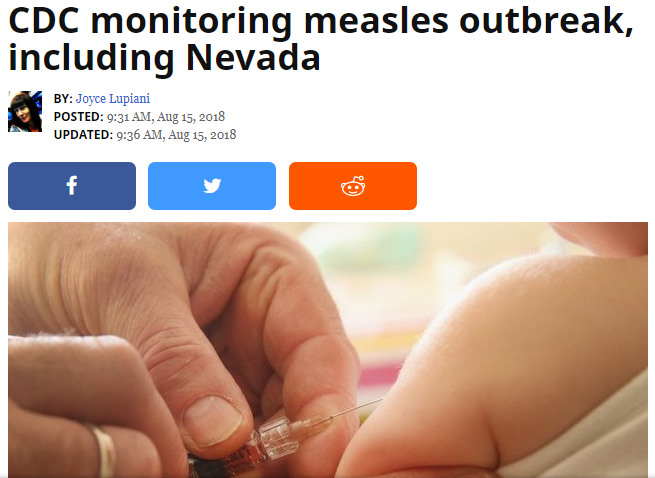 CDC monitoring measles outbreak,
including Nevada
BY: Joyce Lupiani
POSTED: 9:31 AM, Aug 15, 2018
UPDATED: 9:36 AM, Aug 15, 2018